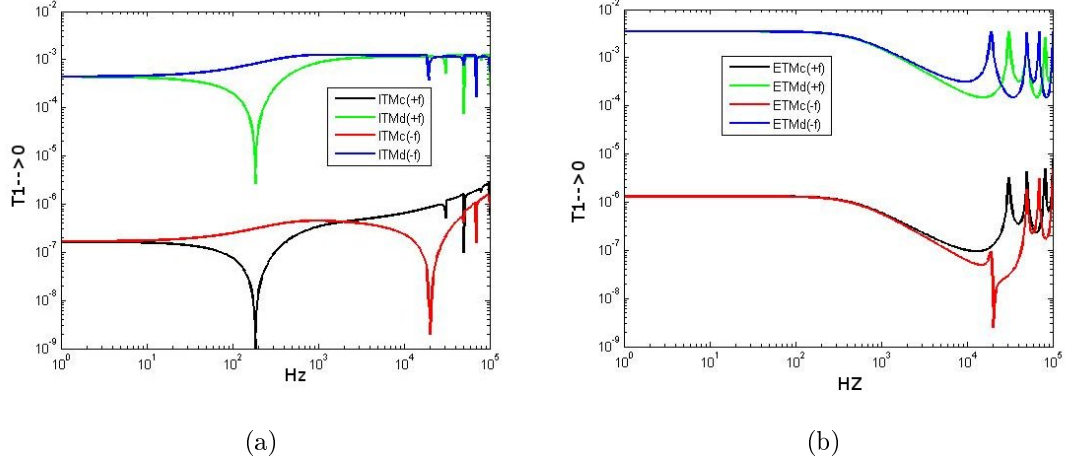 10^-2
10^-3
10^-4
10^-5
10^-6
10^-7
10^-8
10^-9
T1-->0
ITMc(+f)
ITMd(+f)
ITMc(-f)
ITMd(-f)
10^0 10^1 10^2 10^3 10^4 10^5
Hz
(a)
10^-2
10^-3
10^-4
10^-5
10^-6
10^-7
10^-8
10^-9
T1-->0
ETMc(+f)
ETMd(+f)
ETMc(-f)
ETMd(-f)
10^0 10^1 10^2 10^3 10^4 10^5
HZ
(b)